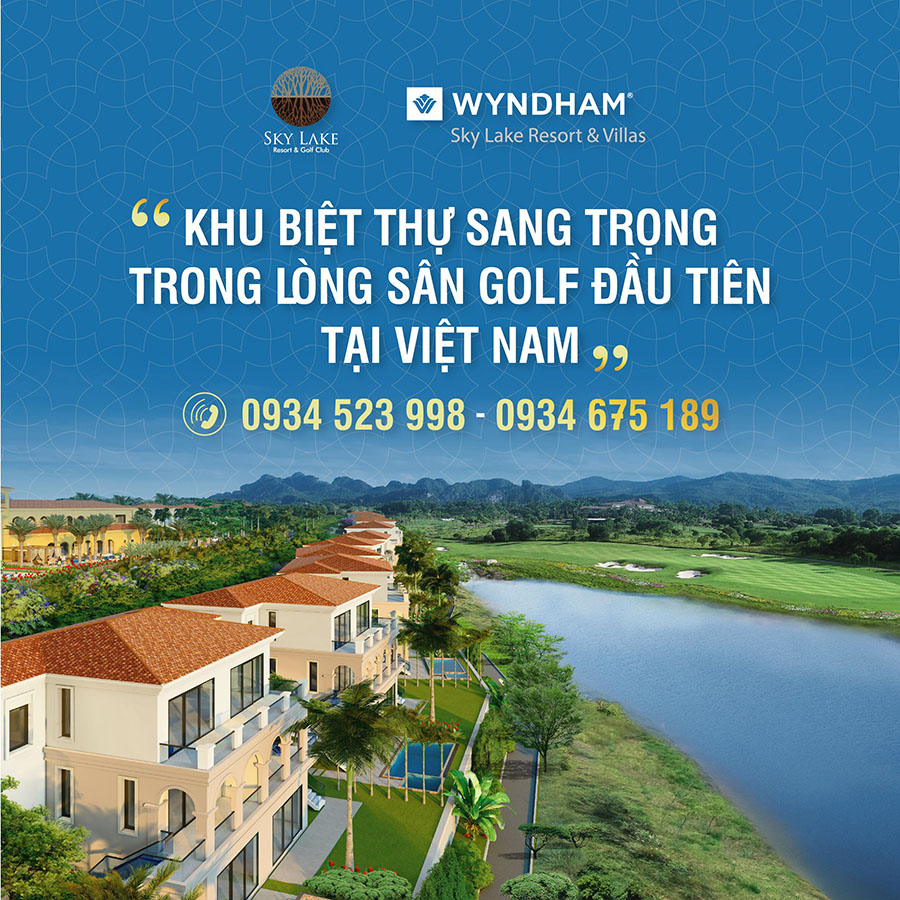 SKY LAKE
Resort & Golf Club
WYNDHAM®
Sky Lake Resort & Villas
“ KHU BIỆT THỰ SANG TRỌNG
TRONG LÒNG SÂN GOLF ĐẦU TIÊN
TẠI VIỆT NAM ”
0934 523 998 - 0934 675 189